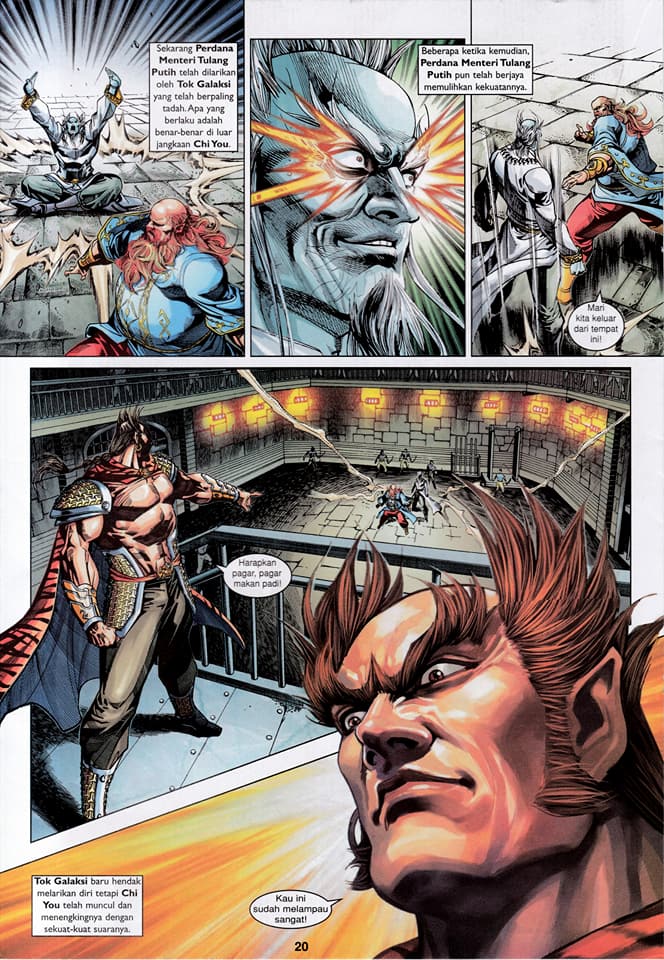 Sekarang Perdana
Menteri Tulang
Putih telah dilarikan
oleh Tok Galaksi
yang telah berpaling
tadah. Apa yang
berlaku adalah
benar-benar di luar
jangkaan Chi You.
Beberapa ketika kemudian,
Perdana Menteri Tulang
Putih pun telah berjaya
memulihkan kekuatannya.
Mari
kita keluar
dari tempat
ini!
Harapkan
pagar, pagar
makan padi!
Tok Galaksi baru hendak
melarikan diri tetapi Chi
You telah muncul dan
menengkingnya dengan
sekuat-kuat suaranya.
Kau ini
sudah melampau
sangat!
20